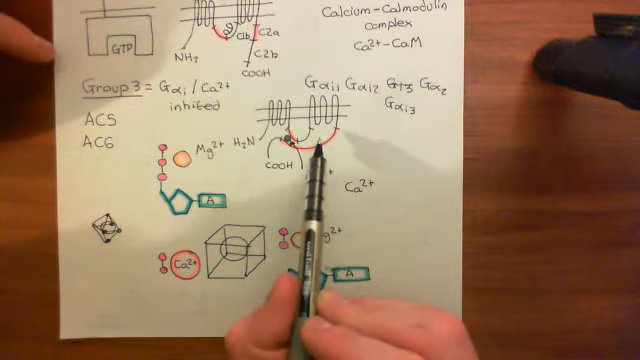 Calcium-Calmodulin
complex
Ca2+-CaM
GTP
C1b
C2a
C2b
NH2
COOH
Group 3 = Gαi / Ca2+
inhibited
AC5
AC6
Gαi1 Gαi2 Gαz
Gαi3
H2N
COOH
Mg2+
A
Ca2+
Ca2+
g2+
A